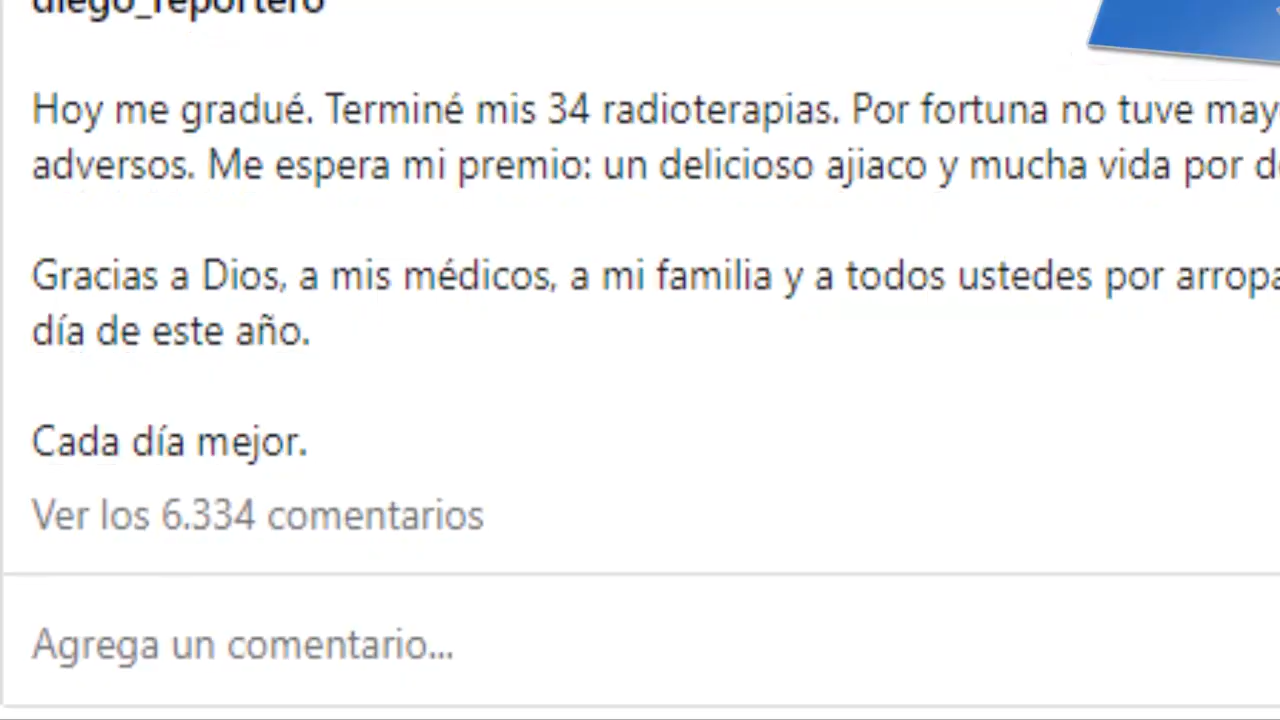 diego_reportero
Hoy me gradué. Terminé mis 34 radioterapias. Por fortuna no tuve
adversos. Me espera mi premio: un delicioso ajiaco y mucha vida por
Gracias a Dios, a mis médicos, a mi familia y a todos ustedes por
día de este año.
Cada día mejor.
Ver los 6.334 comentarios
Agrega un comentario...